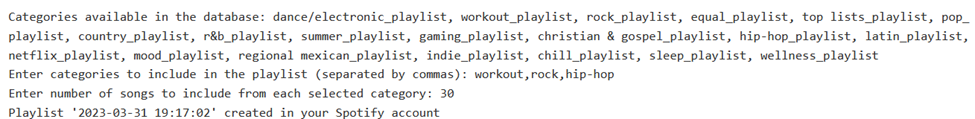 Categories available in the database: dance/electronic_playlist, workout_playlist, rock_playlist, equal_playlist, top lists_playlist, pop_
playlist, country_playlist, r&b_playlist, summer_playlist, gaming_playlist, christian & gospel_playlist, hip-hop_playlist, latin_playlist,
netflix_playlist, mood_playlist, regional mexican_playlist, indie_playlist, chill_playlist, sleep_playlist, wellness_playlist
Enter categories to include in the playlist (separated by commas): workout,rock,hip-hop
Enter number of songs to include from each selected category: 30
Playlist '2023-03-31 19:17:02' created in your Spotify account